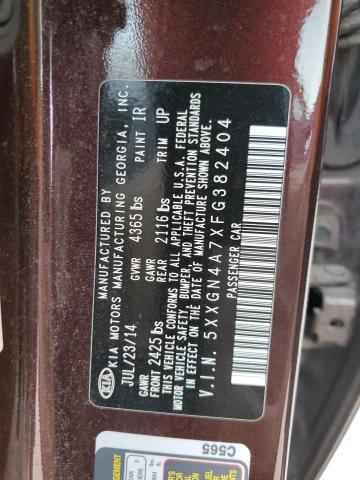 MANUFACTURED BY
KIA MOTORS MANUFACTURING GEORGIA, INC.
JUL/23/14 GVWR 4365 lbs PAINT IR
GAWR FRONT 2425 lbs GAWR REAR 2116 lbs TRIM UP
THIS VEHICLE CONFORMS TO ALL APPLICABLE U.S.A. FEDERAL
MOTOR VEHICLE SAFETY, BUMPER, AND THEFT PREVENTION STANDARDS
IN EFFECT ON THE DATE OF MANUFACTURE SHOWN ABOVE.
V.I.N. 5XXGN4A7XFG382404
PASSENGER CAR
KIA
C565